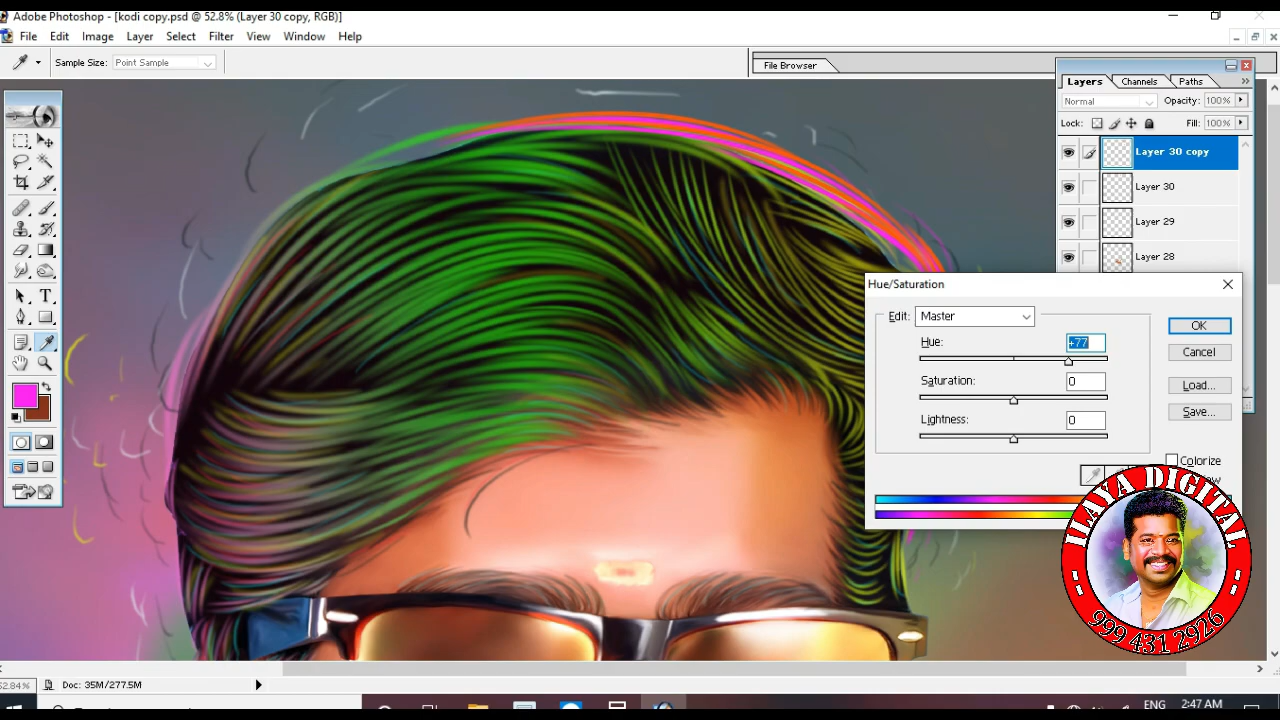 Adobe Photoshop - [kodi copy.psd @ 52.8% (Layer 30 copy, RGB)]
File Edit Image Layer Select Filter View Window Help
Sample Size: Point Sample
File Browser
Layers Channels Paths
Normal Opacity: 100%
Lock: Fill: 100%
Layer 30 copy
Layer 30
Layer 29
Layer 28
Hue/Saturation
Edit: Master
OK
Hue: +77
Cancel
Saturation: 0
Load...
Save...
Lightness: 0
Colorize
ILAYA DIGITAL
999 431 2926
Doc: 35M/277.5M
ENG
2:47 AM